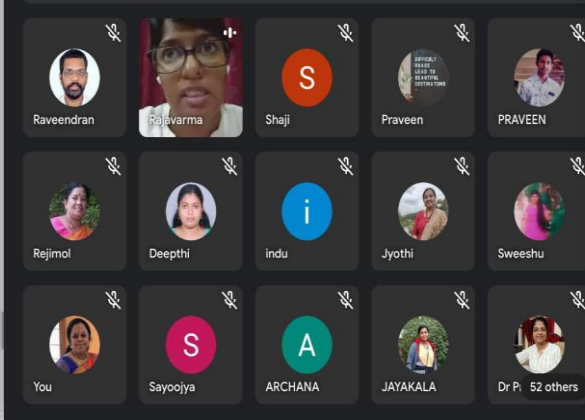 Raveendran
Rajavarma
S
Shaji
DIFFICULT
ROADS
LEAD TO
BEAUTIFUL
DESTINATIONS
Praveen
PRAVEEN
Rejimol
Deepthi
i
indu
Jyothi
Sweeshu
You
S
Sayoojya
A
ARCHANA
JAYAKALA
Dr P
52 others